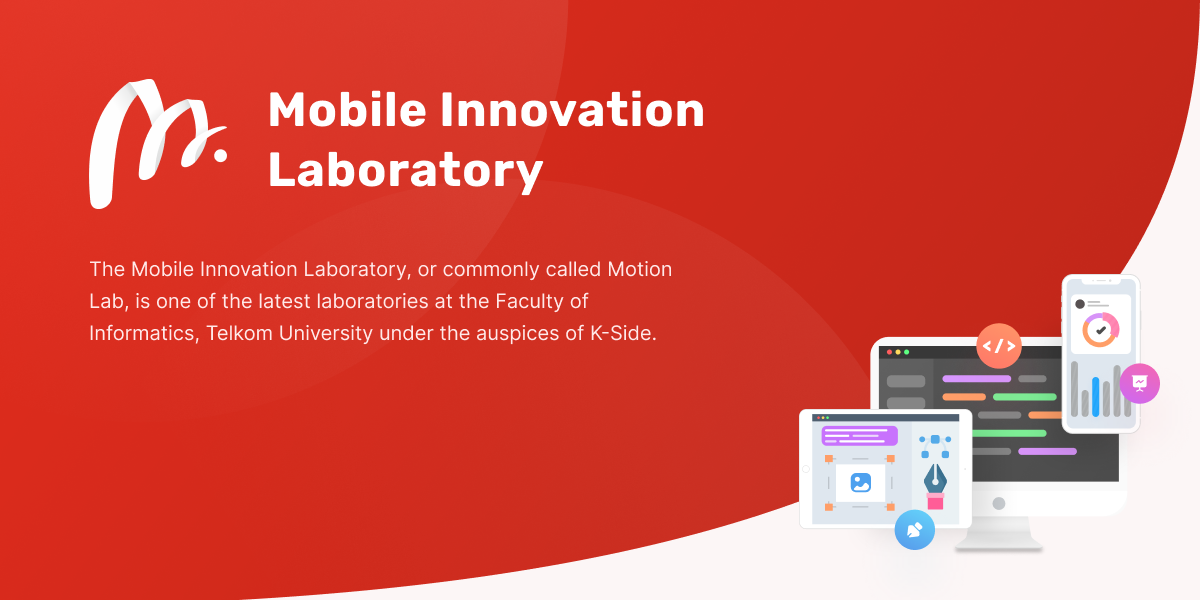 Mobile Innovation
Laboratory
The Mobile Innovation Laboratory, or commonly called Motion
Lab, is one of the latest laboratories at the Faculty of
Informatics, Telkom University under the auspices of K-Side.
</>